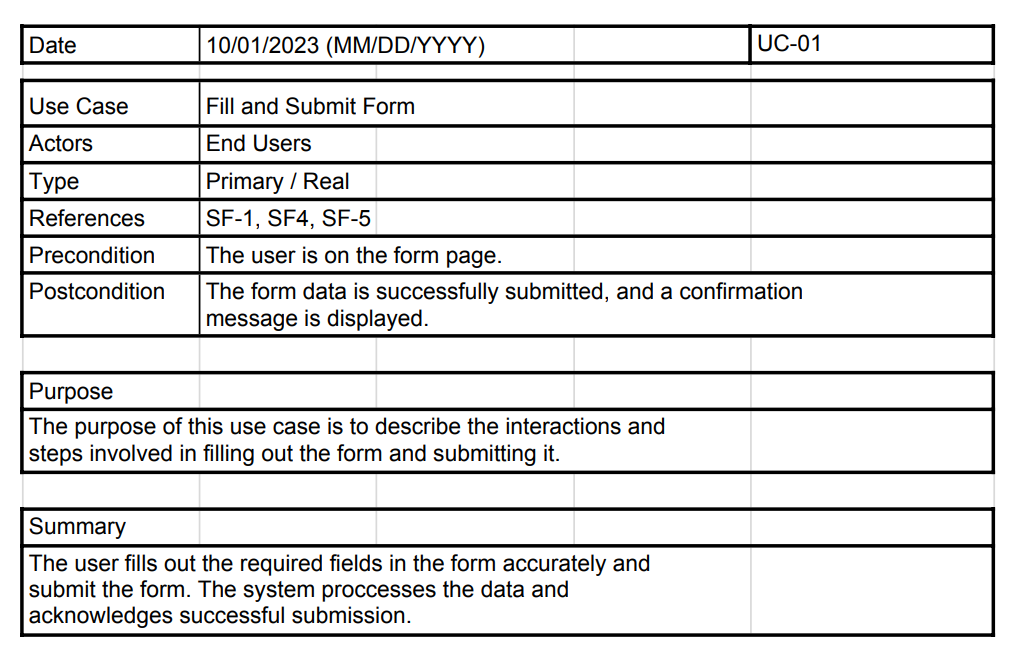 Date 10/01/2023 (MM/DD/YYYY) UC-01
Use Case Fill and Submit Form
Actors End Users
Type Primary / Real
References SF-1, SF4, SF-5
Precondition The user is on the form page.
Postcondition The form data is successfully submitted, and a confirmation
message is displayed.
Purpose
The purpose of this use case is to describe the interactions and
steps involved in filling out the form and submitting it.
Summary
The user fills out the required fields in the form accurately and
submit the form. The system proccesses the data and
acknowledges successful submission.